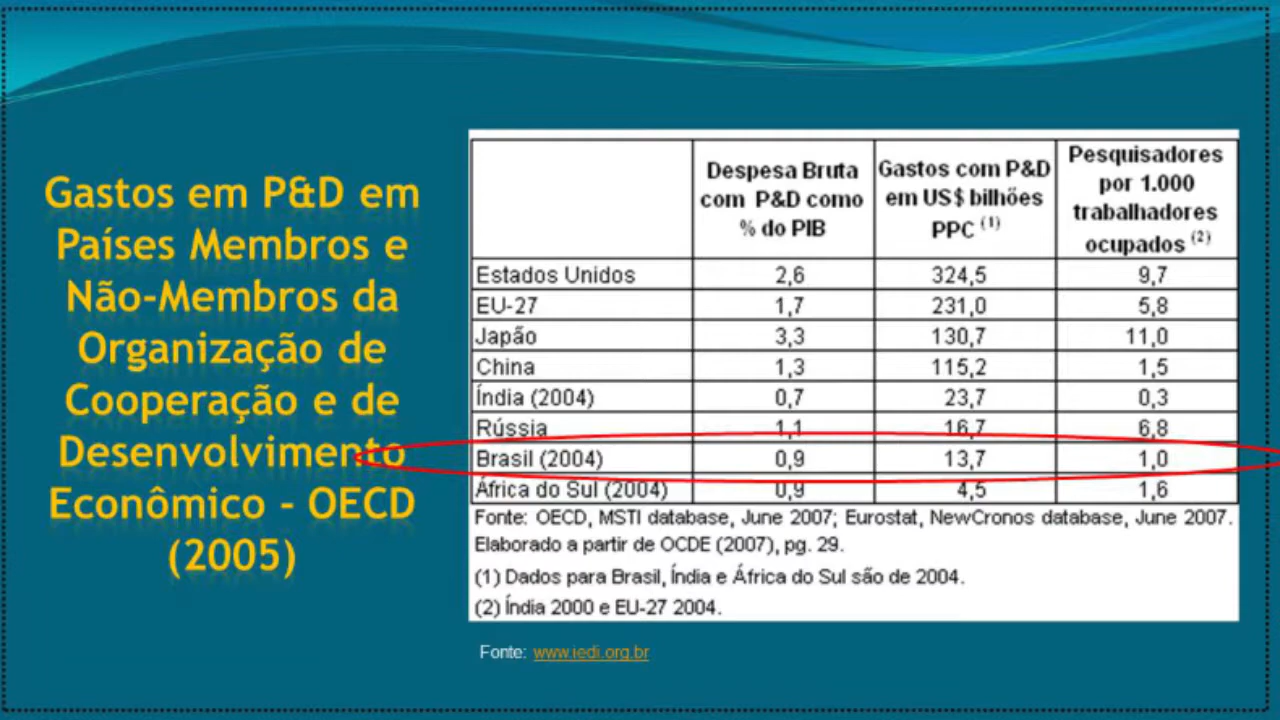 Gastos em P&D em
Países Membros e
Não-Membros da
Organização de
Cooperação e de
Desenvolvimento
Econômico - OECD
(2005)
Despesa Bruta
com P&D como
% do PIB
Gastos com P&D
em US$ bilhões
PPC (1)
Pesquisadores
por 1.000
trabalhadores
ocupados (2)
Estados Unidos 2,6 324,5 9,7
EU-27 1,7 231,0 5,8
Japão 3,3 130,7 11,0
China 1,3 115,2 1,5
Índia (2004) 0,7 23,7 0,3
Rússia 1,1 16,7 6,8
Brasil (2004) 0,9 13,7 1,0
África do Sul (2004) 0,9 4,5 1,6
Fonte: OECD, MSTI database, June 2007; Eurostat, NewCronos database, June 2007.
Elaborado a partir de OCDE (2007), pg. 29.
(1) Dados para Brasil, Índia e África do Sul são de 2004.
(2) Índia 2000 e EU-27 2004.
Fonte: www.iedi.org.br